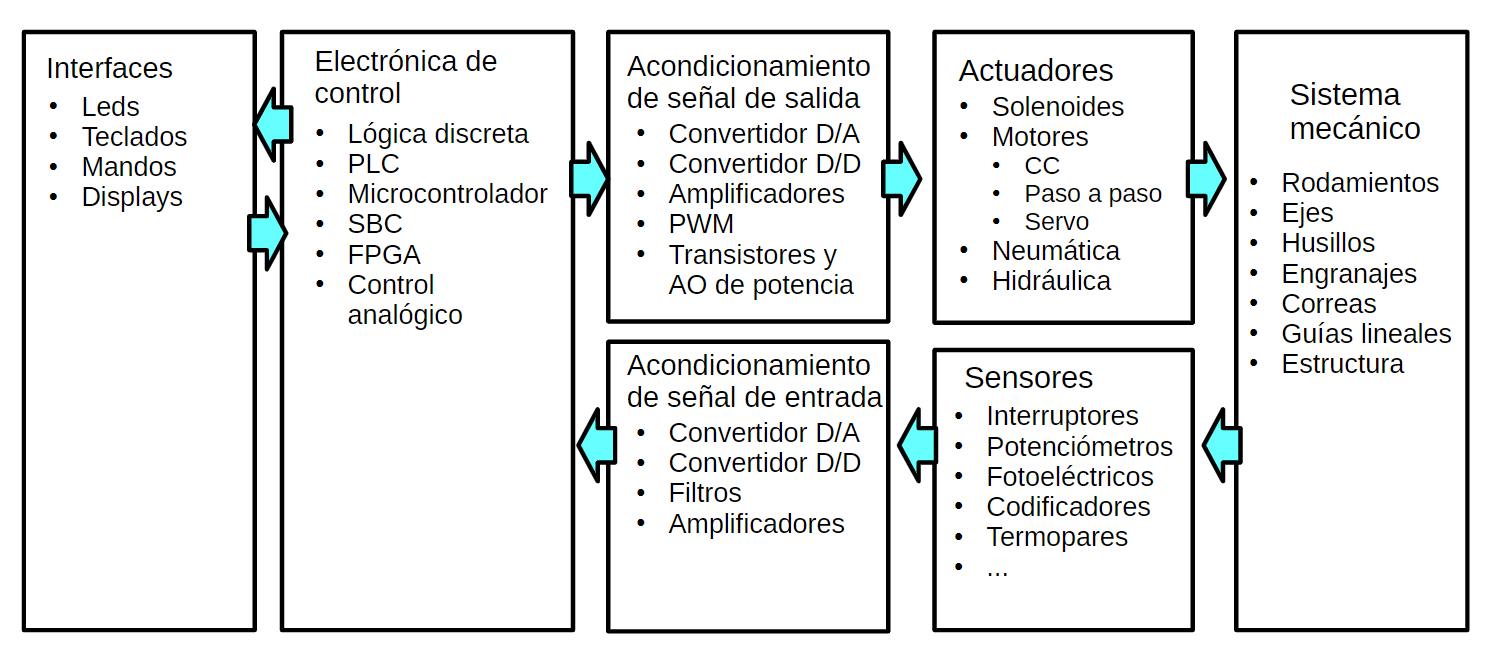 Interfaces
• Leds
• Teclados
• Mandos
• Displays
Electrónica de
control
• Lógica discreta
• PLC
• Microcontrolador
• SBC
• FPGA
• Control
analógico
Acondicionamiento
de señal de salida
• Convertidor D/A
• Convertidor D/D
• Amplificadores
• PWM
• Transistores y
AO de potencia
Actuadores
• Solenoides
• Motores
• CC
• Paso a paso
• Servo
• Neumática
• Hidráulica
Sistema
mecánico
• Rodamientos
• Ejes
• Husillos
• Engranajes
• Correas
• Guías lineales
• Estructura
Acondicionamiento
de señal de entrada
• Convertidor D/A
• Convertidor D/D
• Filtros
• Amplificadores
Sensores
• Interruptores
• Potenciómetros
• Fotoeléctricos
• Codificadores
• Termopares
• ...